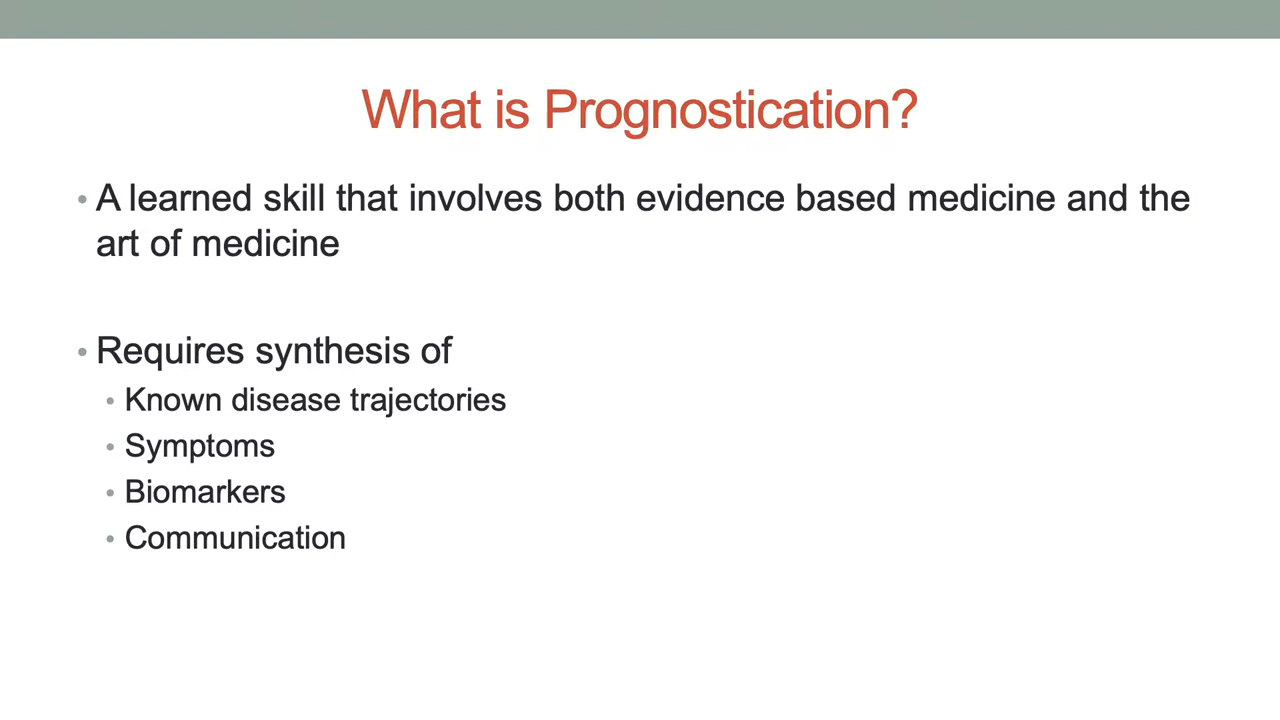 What is Prognostication?
• A learned skill that involves both evidence based medicine and the
art of medicine
• Requires synthesis of
• Known disease trajectories
• Symptoms
• Biomarkers
• Communication